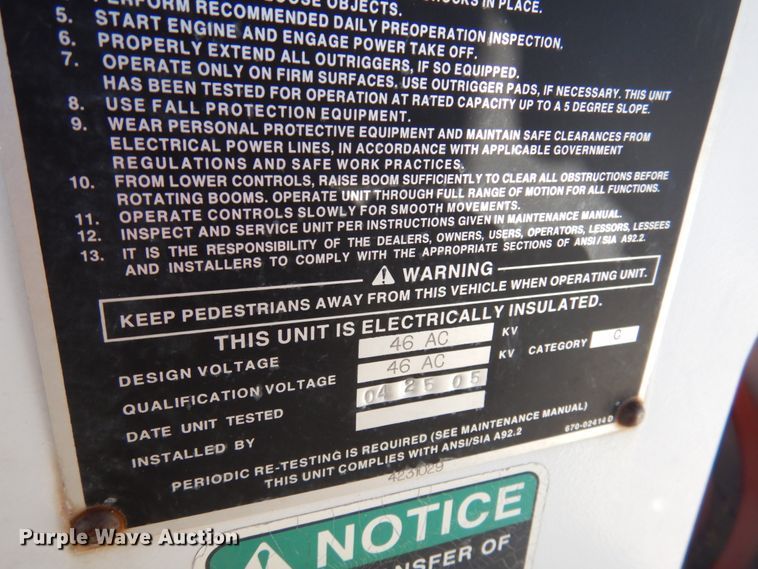 OBJECTS.
CHOCKS IN PLACE.
PERFORM RECOMMENDED DAILY PREOPERATION INSPECTION.
5. START ENGINE AND ENGAGE POWER TAKE OFF.
6. PROPERLY EXTEND ALL OUTRIGGERS, IF SO EQUIPPED.
7. OPERATE ONLY ON FIRM SURFACES. USE OUTRIGGER PADS, IF NECESSARY. THIS UNIT
HAS BEEN TESTED FOR OPERATION AT RATED CAPACITY UP TO A 5 DEGREE SLOPE.
8. USE FALL PROTECTION EQUIPMENT.
9. WEAR PERSONAL PROTECTIVE EQUIPMENT AND MAINTAIN SAFE CLEARANCES FROM
ELECTRICAL POWER LINES, IN ACCORDANCE WITH APPLICABLE GOVERNMENT
REGULATIONS AND SAFE WORK PRACTICES.
10. FROM LOWER CONTROLS, RAISE BOOM SUFFICIENTLY TO CLEAR ALL OBSTRUCTIONS BEFORE
ROTATING BOOMS. OPERATE UNIT THROUGH FULL RANGE OF MOTION FOR ALL FUNCTIONS.
11. OPERATE CONTROLS SLOWLY FOR SMOOTH MOVEMENTS.
12. INSPECT AND SERVICE UNIT PER INSTRUCTIONS GIVEN IN MAINTENANCE MANUAL.
13. IT IS THE RESPONSIBILITY OF THE DEALERS, OWNERS, USERS, OPERATORS, LESSORS, LESSEES
AND INSTALLERS TO COMPLY WITH THE APPROPRIATE SECTIONS OF ANSI/SIA A92.2.
WARNING
KEEP PEDESTRIANS AWAY FROM THIS VEHICLE WHEN OPERATING UNIT.
THIS UNIT IS ELECTRICALLY INSULATED.
DESIGN VOLTAGE 46 AC KV
QUALIFICATION VOLTAGE 46 AC KV CATEGORY C
DATE UNIT TESTED 04 25 05
INSTALLED BY
PERIODIC RE-TESTING IS REQUIRED (SEE MAINTENANCE MANUAL) 670-02414 D
THIS UNIT COMPLIES WITH ANSI/SIA A92.2
4231029
NOTICE
TRANSFER OF
Purple Wave Auction